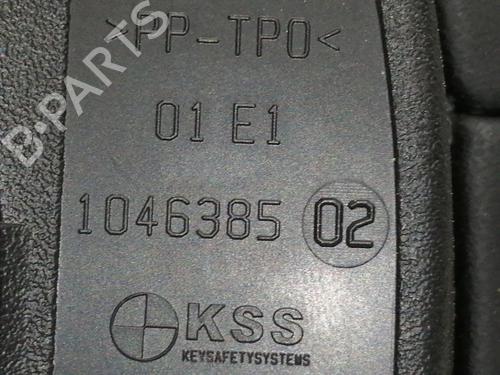 >PP-TPO<
01 E1
1046385 02
KSS
KEYSAFETYSYSTEMS
B-PARTS